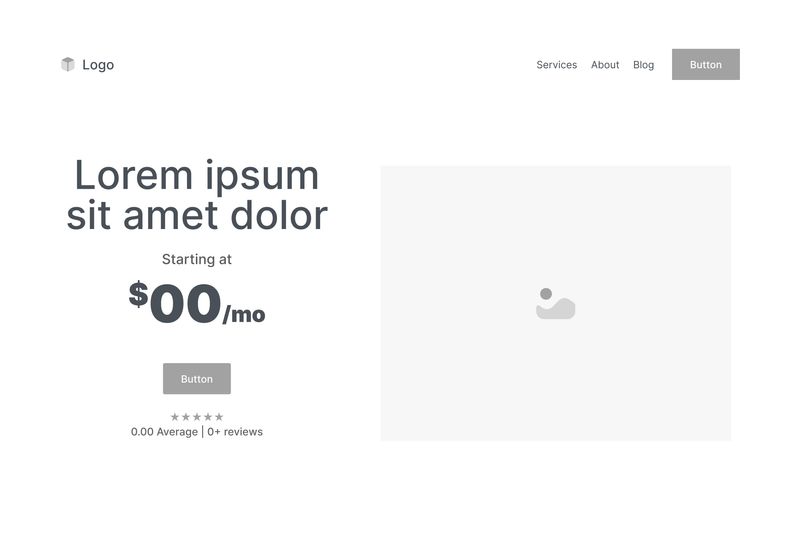 Logo
Services About Blog Button
Lorem ipsum
sit amet dolor
Starting at
$00/mo
Button
★★★★★
0.00 Average | 0+ reviews